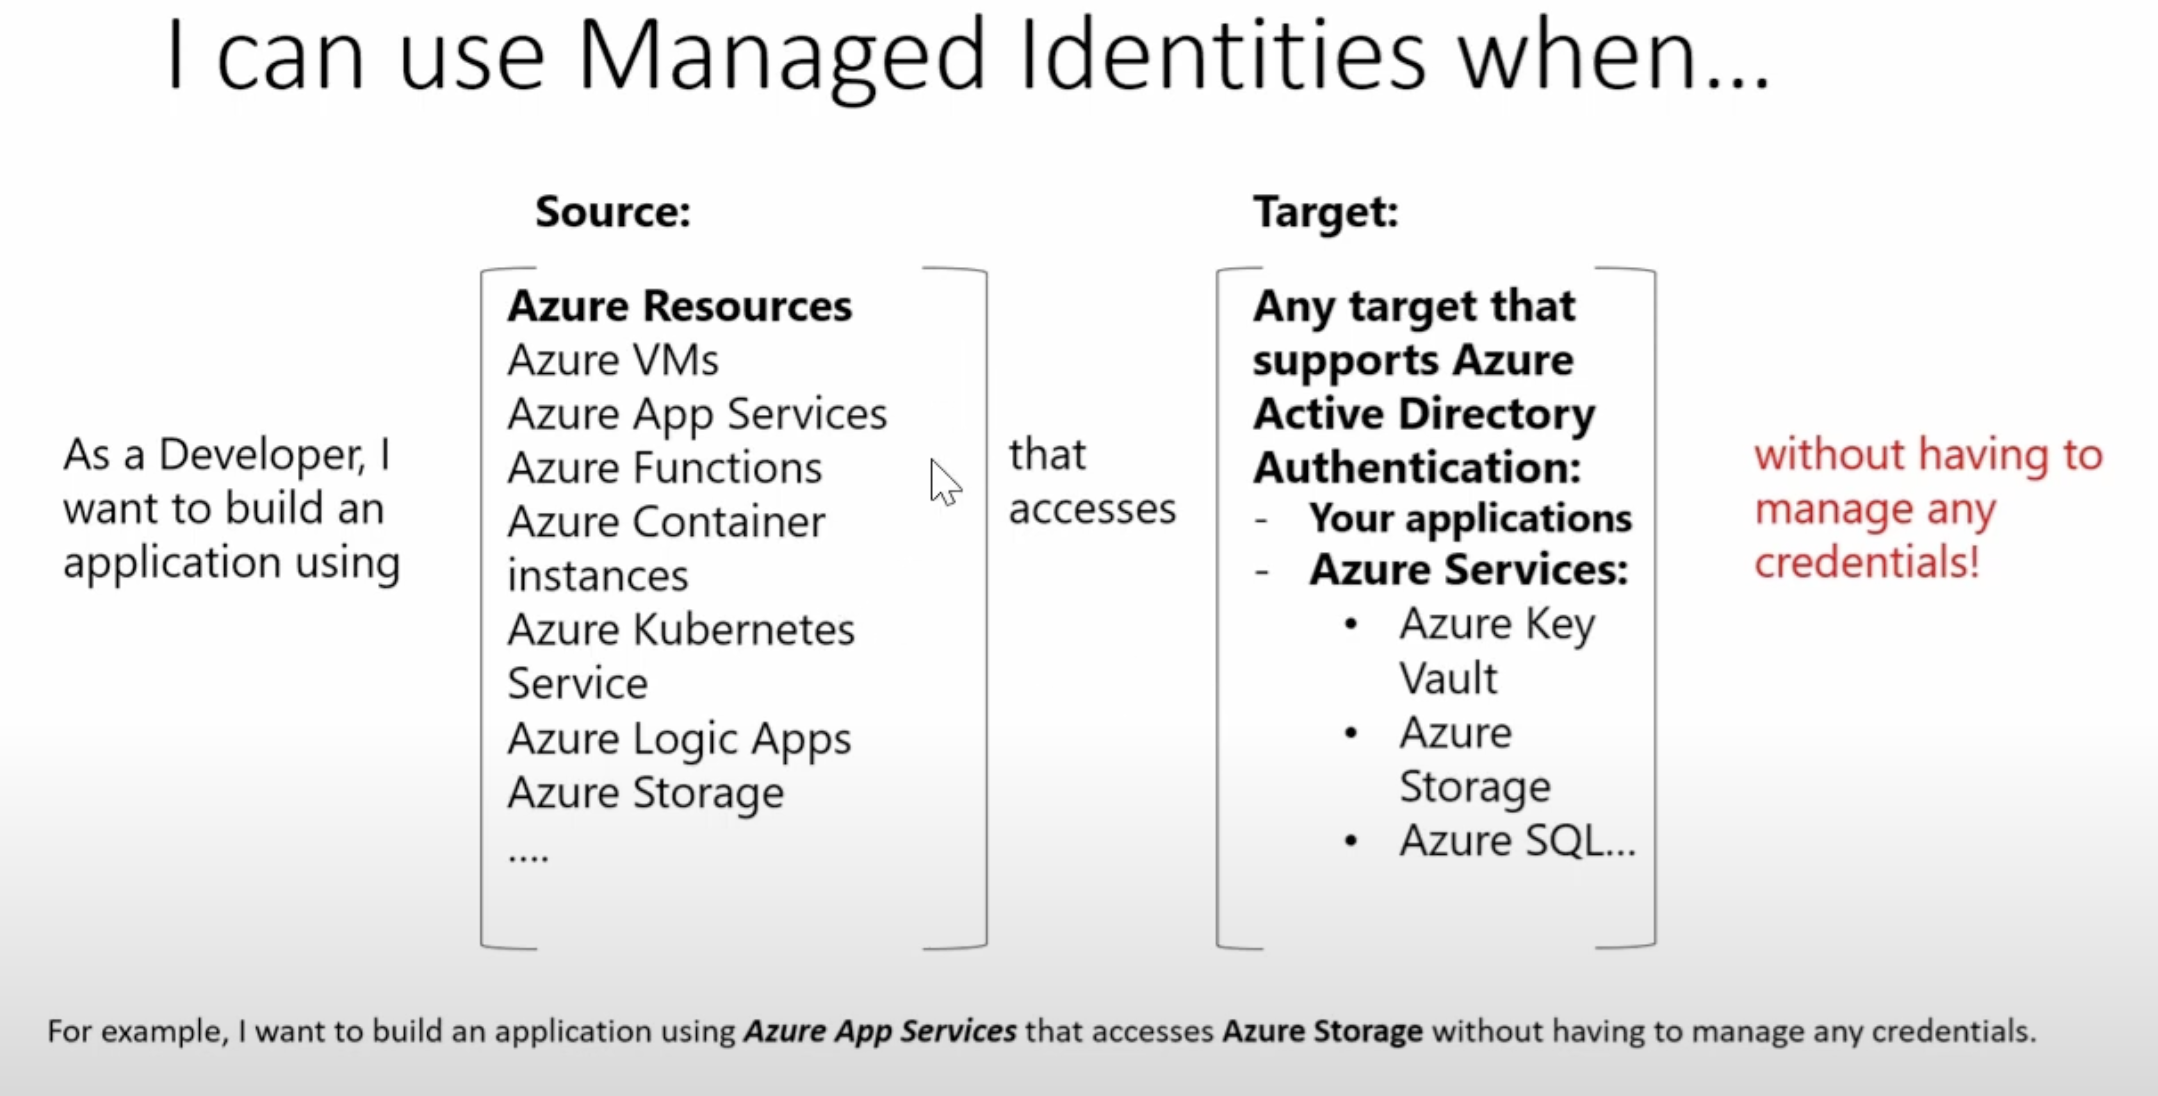 I can use Managed Identities when...
Source:
Target:
As a Developer, I
want to build an
application using
Azure Resources
Azure VMs
Azure App Services
Azure Functions
Azure Container
instances
Azure Kubernetes
Service
Azure Logic Apps
Azure Storage
....
that
accesses
Any target that
supports Azure
Active Directory
Authentication:
- Your applications
- Azure Services:
• Azure Key
Vault
• Azure
Storage
• Azure SQL...
without having to
manage any
credentials!
For example, I want to build an application using Azure App Services that accesses Azure Storage without having to manage any credentials.